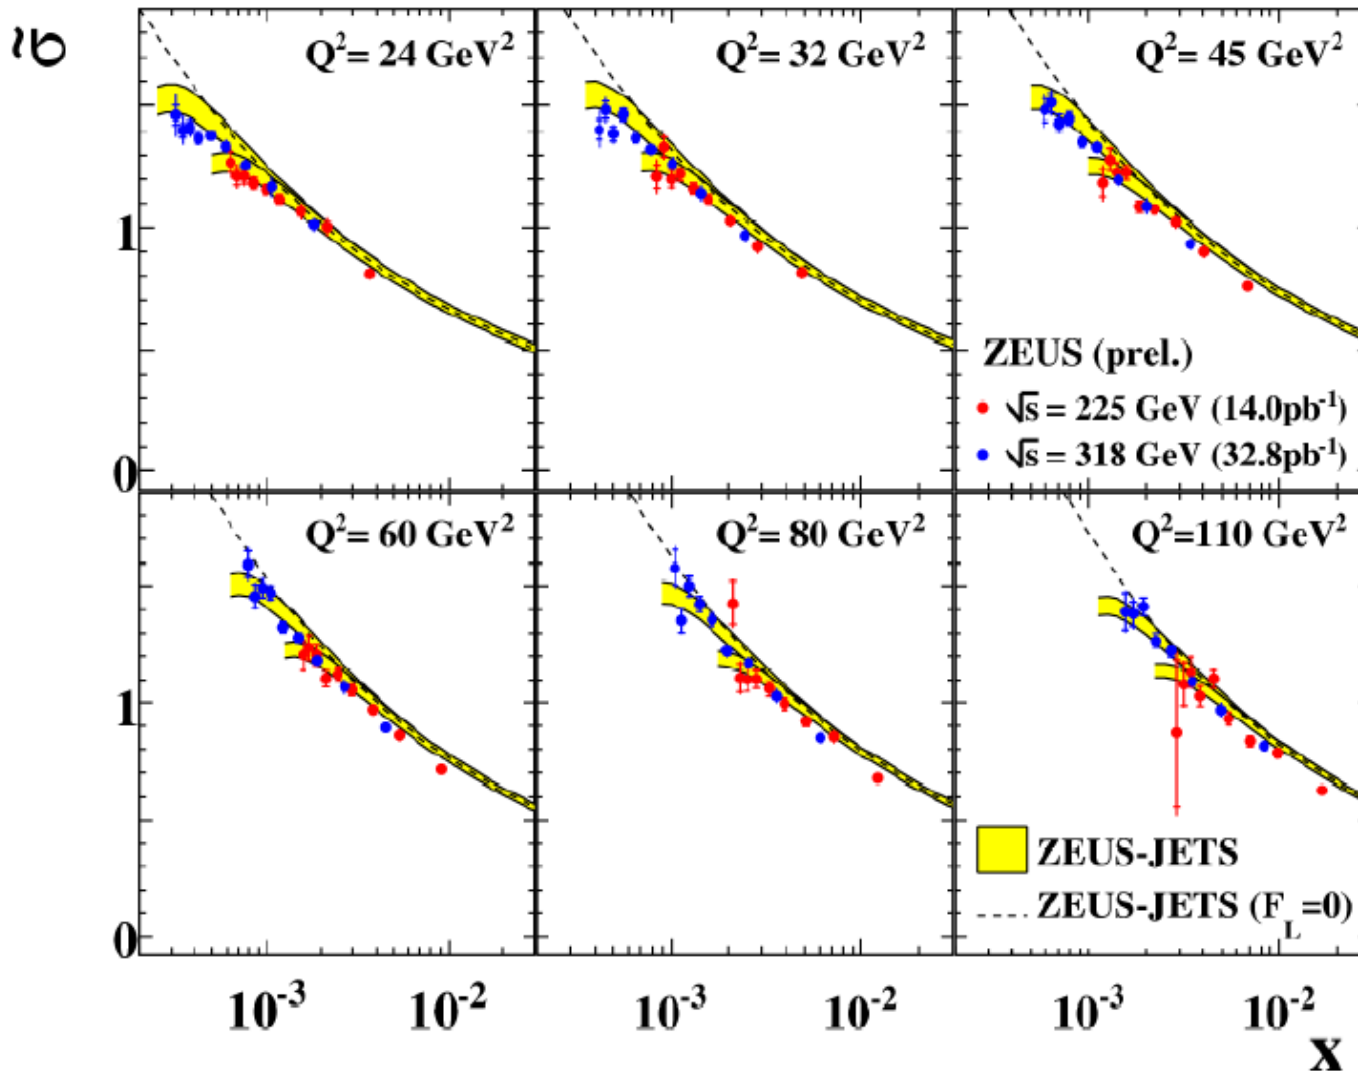 σ̃
Q²= 24 GeV²
Q²= 32 GeV²
Q²= 45 GeV²
1
0
ZEUS (prel.)
√s = 225 GeV (14.0pb⁻¹)
√s = 318 GeV (32.8pb⁻¹)
Q²= 60 GeV²
Q²= 80 GeV²
Q²=110 GeV²
1
0
ZEUS-JETS
ZEUS-JETS (F_L=0)
10⁻³ 10⁻² 10⁻³ 10⁻² 10⁻³ 10⁻²
x